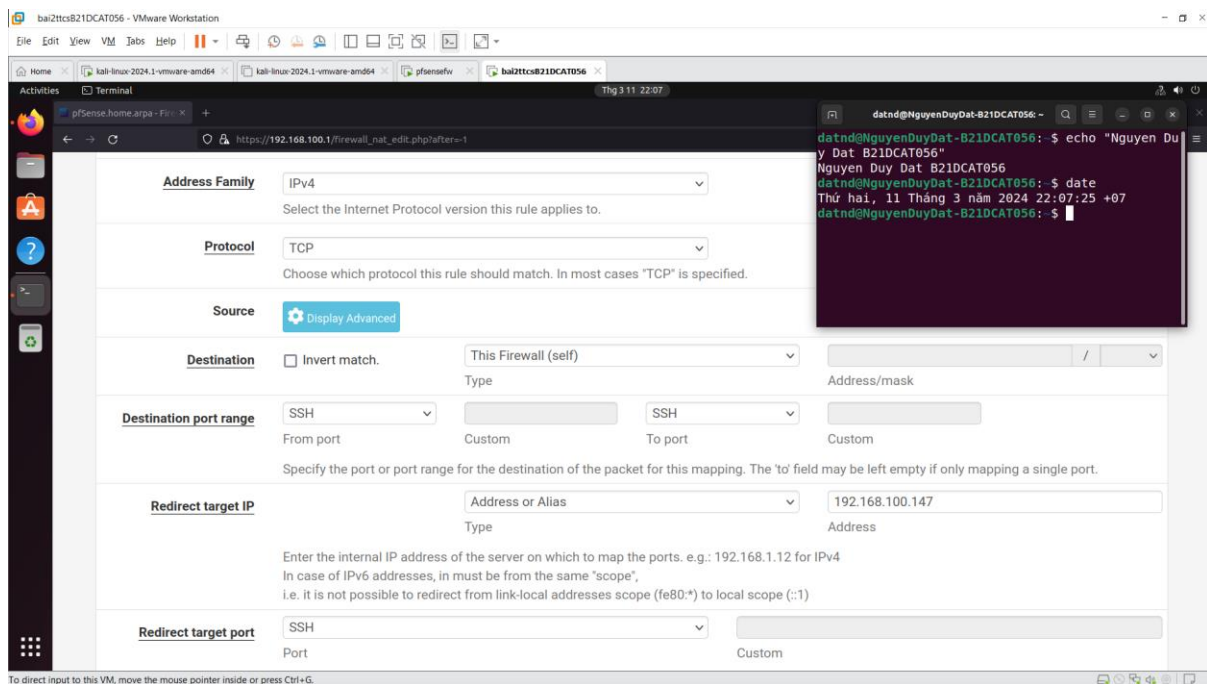 bai2ttcsB21DCAT056 - VMware Workstation
File Edit View VM Tabs Help
Home kali-linux-2024.1-vmware-amd64 kali-linux-2024.1-vmware-amd64 pfsensefw bai2ttcsB21DCAT056
Activities Terminal Thg 3 11 22:07
pfSense.home.arpa - Fire
https://192.168.100.1/firewall_nat_edit.php?after=-1
datnd@NguyenDuyDat-B21DCAT056: ~
datnd@NguyenDuyDat-B21DCAT056:~$ echo "Nguyen Du
y Dat B21DCAT056"
Nguyen Duy Dat B21DCAT056
datnd@NguyenDuyDat-B21DCAT056:~$ date
Thứ hai, 11 Tháng 3 năm 2024 22:07:25 +07
datnd@NguyenDuyDat-B21DCAT056:~$
Address Family IPv4
Select the Internet Protocol version this rule applies to.
Protocol TCP
Choose which protocol this rule should match. In most cases "TCP" is specified.
Source Display Advanced
Destination Invert match. This Firewall (self) /
Type Address/mask
Destination port range SSH SSH
From port Custom To port Custom
Specify the port or port range for the destination of the packet for this mapping. The 'to' field may be left empty if only mapping a single port.
Redirect target IP Address or Alias 192.168.100.147
Type Address
Enter the internal IP address of the server on which to map the ports. e.g.: 192.168.1.12 for IPv4
In case of IPv6 addresses, in must be from the same "scope",
i.e. it is not possible to redirect from link-local addresses scope (fe80:*) to local scope (::1)
Redirect target port SSH
Port Custom
To direct input to this VM, move the mouse pointer inside or press Ctrl+G.